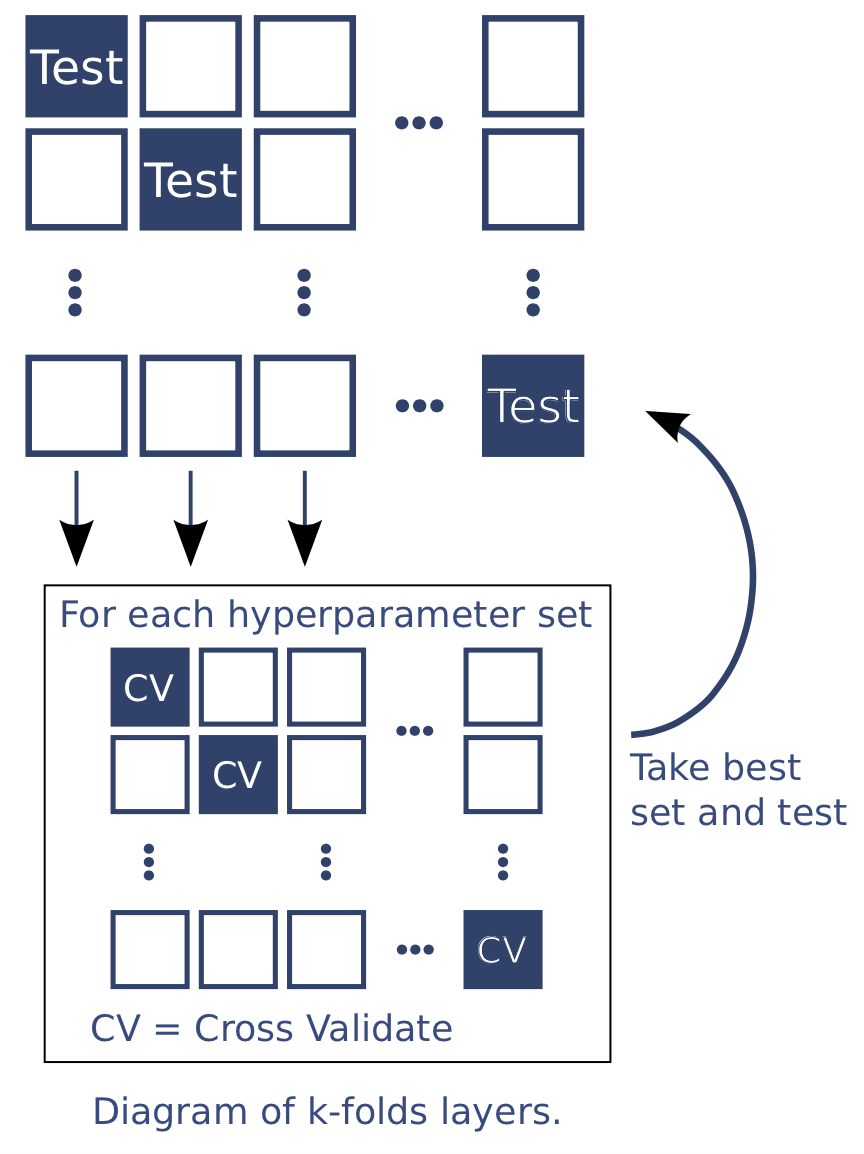 Test
Test
Test
For each hyperparameter set
CV
CV
CV
CV = Cross Validate
Take best
set and test
Diagram of k-folds layers.